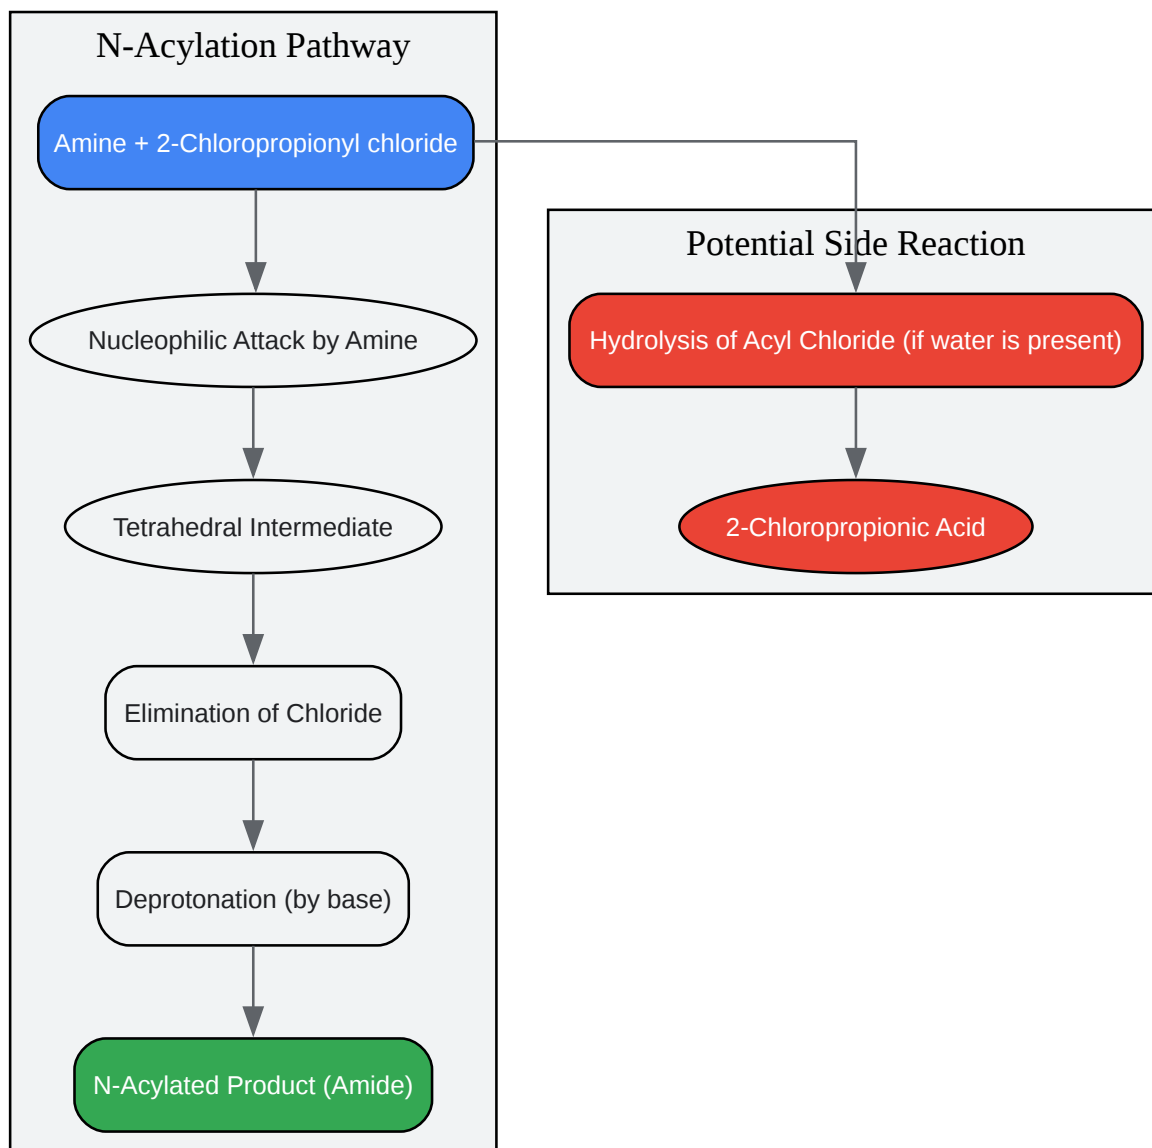 N-Acylation Pathway
Amine + 2-Chloropropionyl chloride
Nucleophilic Attack by Amine
Tetrahedral Intermediate
Elimination of Chloride
Deprotonation (by base)
N-Acylated Product (Amide)
Potential Side Reaction
Hydrolysis of Acyl Chloride (if water is present)
2-Chloropropionic Acid